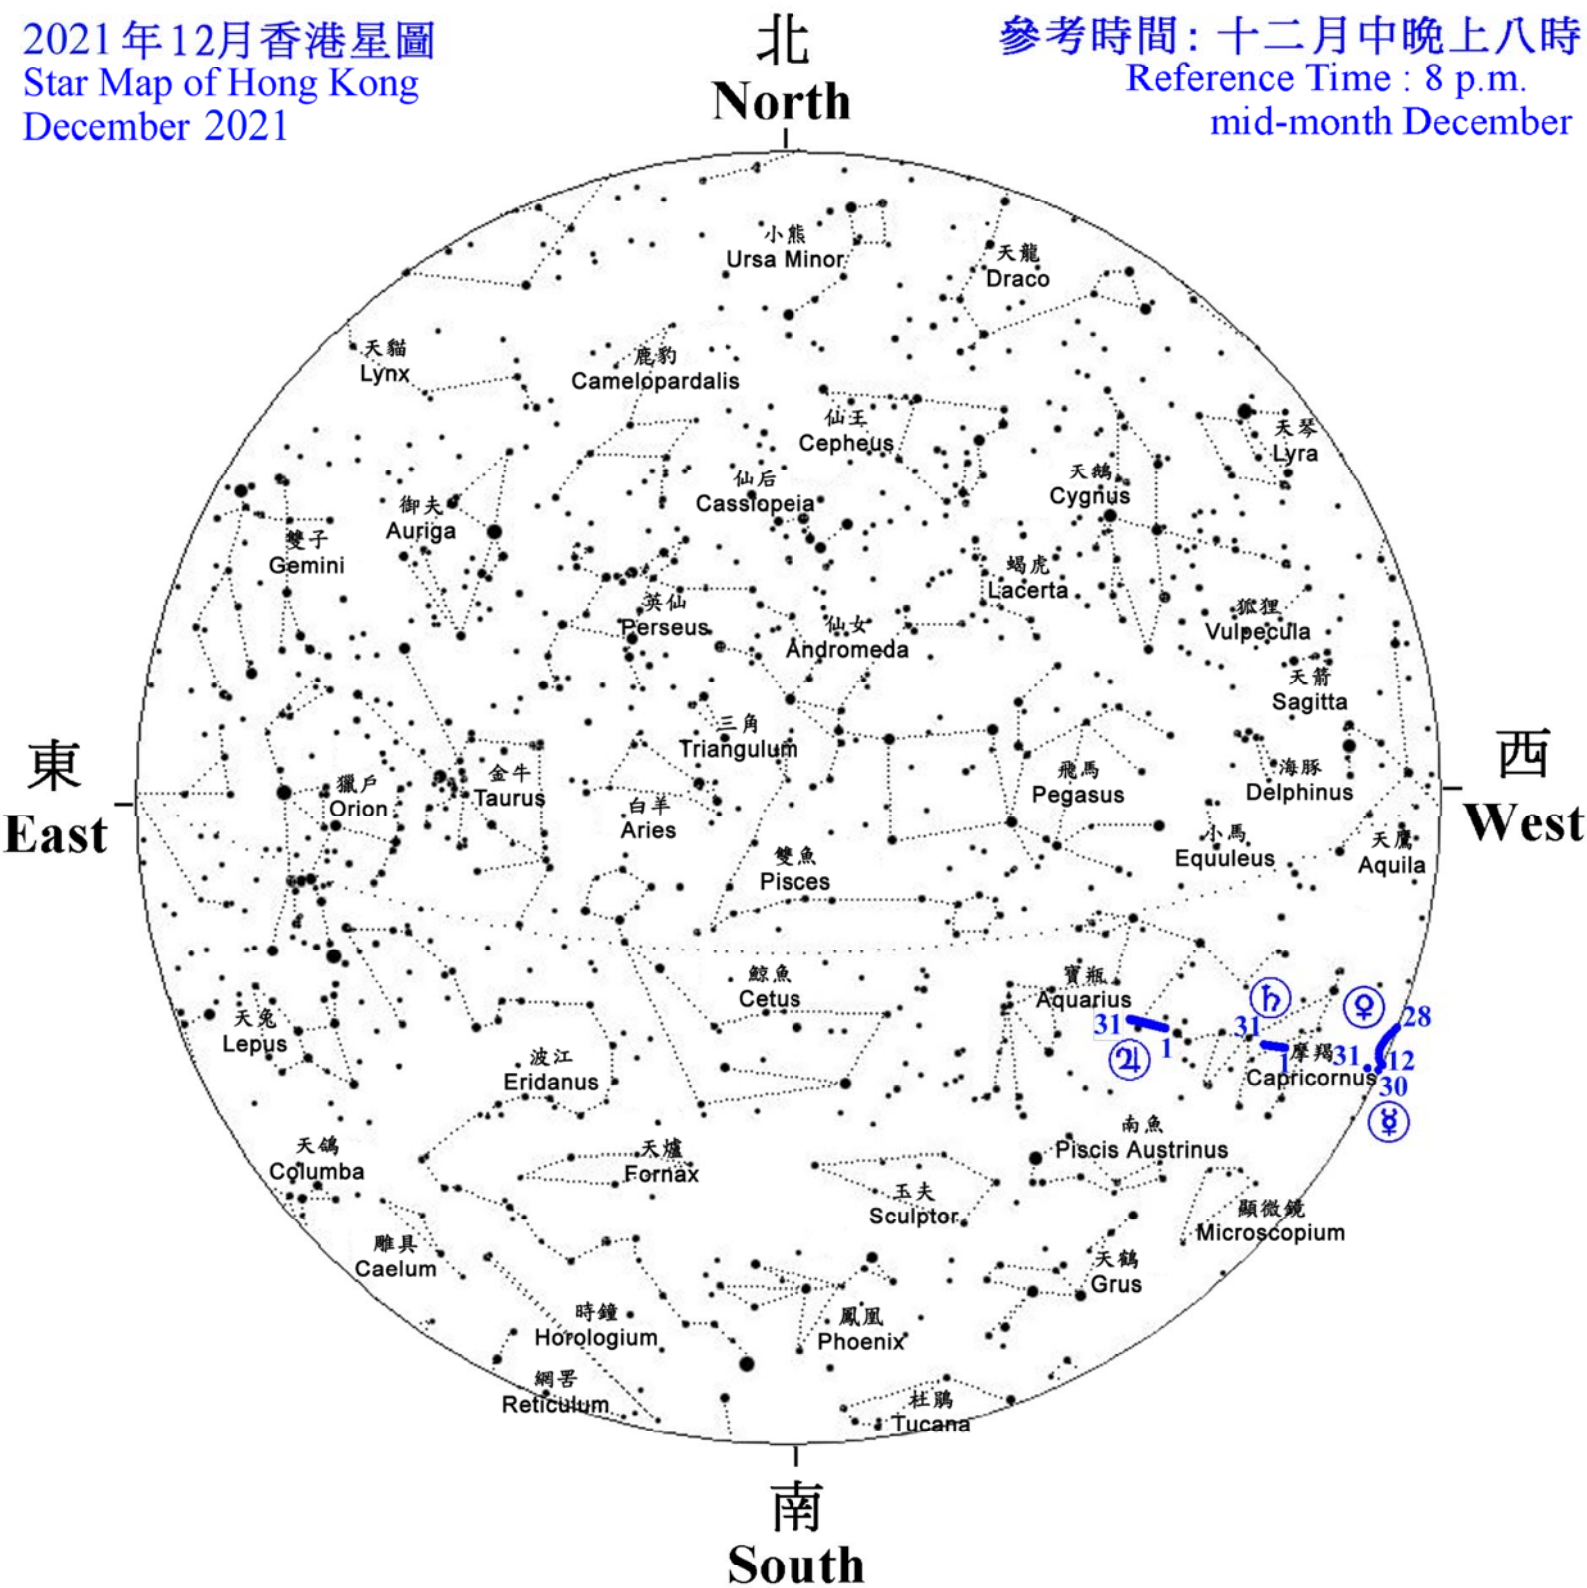 2021年12月香港星圖
Star Map of Hong Kong
December 2021
北
North
參考時間: 十二月中晚上八時
Reference Time : 8 p.m.
mid-month December
小熊
Ursa Minor
天龍
Draco
天貓
Lynx
鹿豹
Camelopardalis
仙王
Cepheus
天琴
Lyra
仙后
Cassiopeia
天鵝
Cygnus
御夫
Auriga
雙子
Gemini
蝎虎
Lacerta
英仙
Perseus
仙女
Andromeda
狐狸
Vulpecula
天箭
Sagitta
三角
Triangulum
東
East
獵戶
Orion
金牛
Taurus
白羊
Aries
飛馬
Pegasus
海豚
Delphinus
西
West
小馬
Equuleus
天鷹
Aquila
雙魚
Pisces
鯨魚
Cetus
寶瓶
Aquarius
31
♃
1
♄
31
1
摩羯
Capricornus
♀
28
31
12
30
☿
天兔
Lepus
波江
Eridanus
天鴿
Columba
天爐
Fornax
南魚
Piscis Austrinus
玉夫
Sculptor
顯微鏡
Microscopium
雕具
Caelum
天鶴
Grus
時鐘
Horologium
鳳凰
Phoenix
網罟
Reticulum
杜鵑
Tucana
南
South